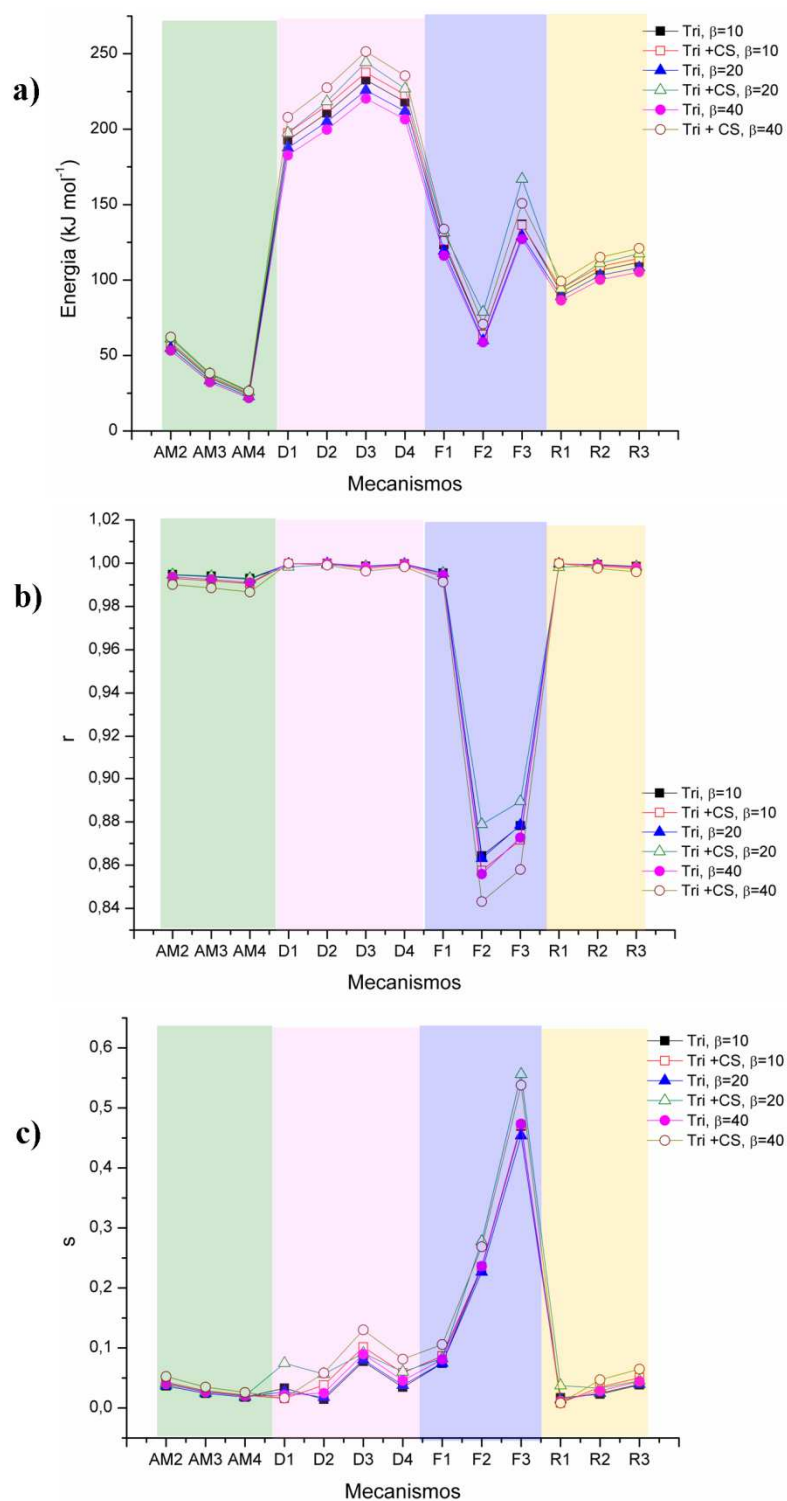 a)
Energia (kJ mol⁻¹)
250
200
150
100
50
0
AM2 AM3 AM4 D1 D2 D3 D4 F1 F2 F3 R1 R2 R3
Mecanismos
Tri, β=10
Tri +CS, β=10
Tri, β=20
Tri +CS, β=20
Tri, β=40
Tri + CS, β=40
b)
r
1,02
1,00
0,98
0,96
0,94
0,92
0,90
0,88
0,86
0,84
AM2 AM3 AM4 D1 D2 D3 D4 F1 F2 F3 R1 R2 R3
Mecanismos
Tri, β=10
Tri +CS, β=10
Tri, β=20
Tri +CS, β=20
Tri, β=40
Tri +CS, β=40
c)
s
0,6
0,5
0,4
0,3
0,2
0,1
0,0
AM2 AM3 AM4 D1 D2 D3 D4 F1 F2 F3 R1 R2 R3
Mecanismos
Tri, β=10
Tri +CS, β=10
Tri, β=20
Tri +CS, β=20
Tri, β=40
Tri +CS, β=40